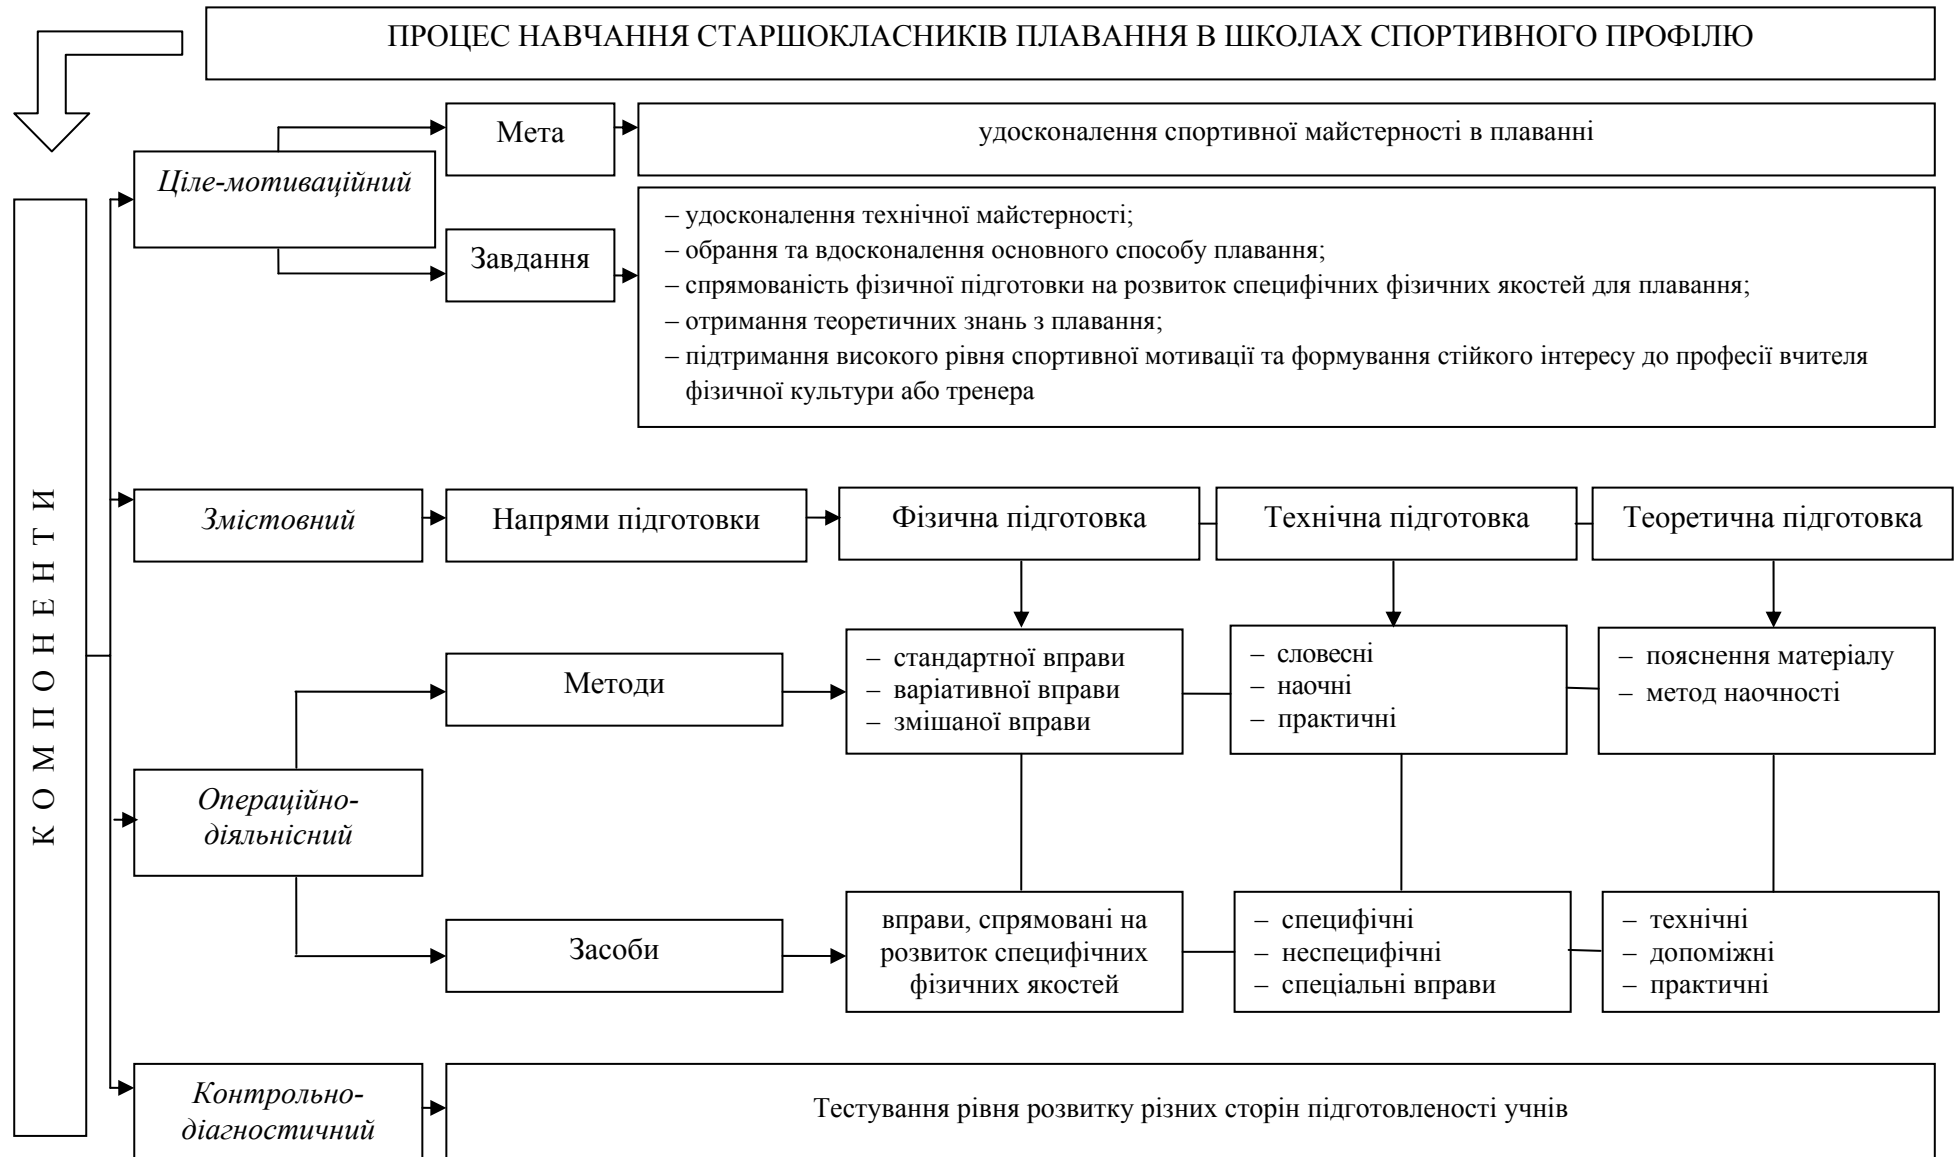 ПРОЦЕС НАВЧАННЯ СТАРШОКЛАСНИКІВ ПЛАВАННЯ В ШКОЛАХ СПОРТИВНОГО ПРОФІЛЮ
КОМПОНЕНТИ
Ціле-мотиваційний
Мета
удосконалення спортивної майстерності в плаванні
Завдання
– удосконалення технічної майстерності;
– обрання та вдосконалення основного способу плавання;
– спрямованість фізичної підготовки на розвиток специфічних фізичних якостей для плавання;
– отримання теоретичних знань з плавання;
– підтримання високого рівня спортивної мотивації та формування стійкого інтересу до професії вчителя
фізичної культури або тренера
Змістовний
Напрями підготовки
Фізична підготовка
Технічна підготовка
Теоретична підготовка
Операційно-
діяльнісний
Методи
– стандартної вправи
– варіативної вправи
– змішаної вправи
– словесні
– наочні
– практичні
– пояснення матеріалу
– метод наочності
Засоби
вправи, спрямовані на
розвиток специфічних
фізичних якостей
– специфічні
– неспецифічні
– спеціальні вправи
– технічні
– допоміжні
– практичні
Контрольно-
діагностичний
Тестування рівня розвитку різних сторін підготовленості учнів